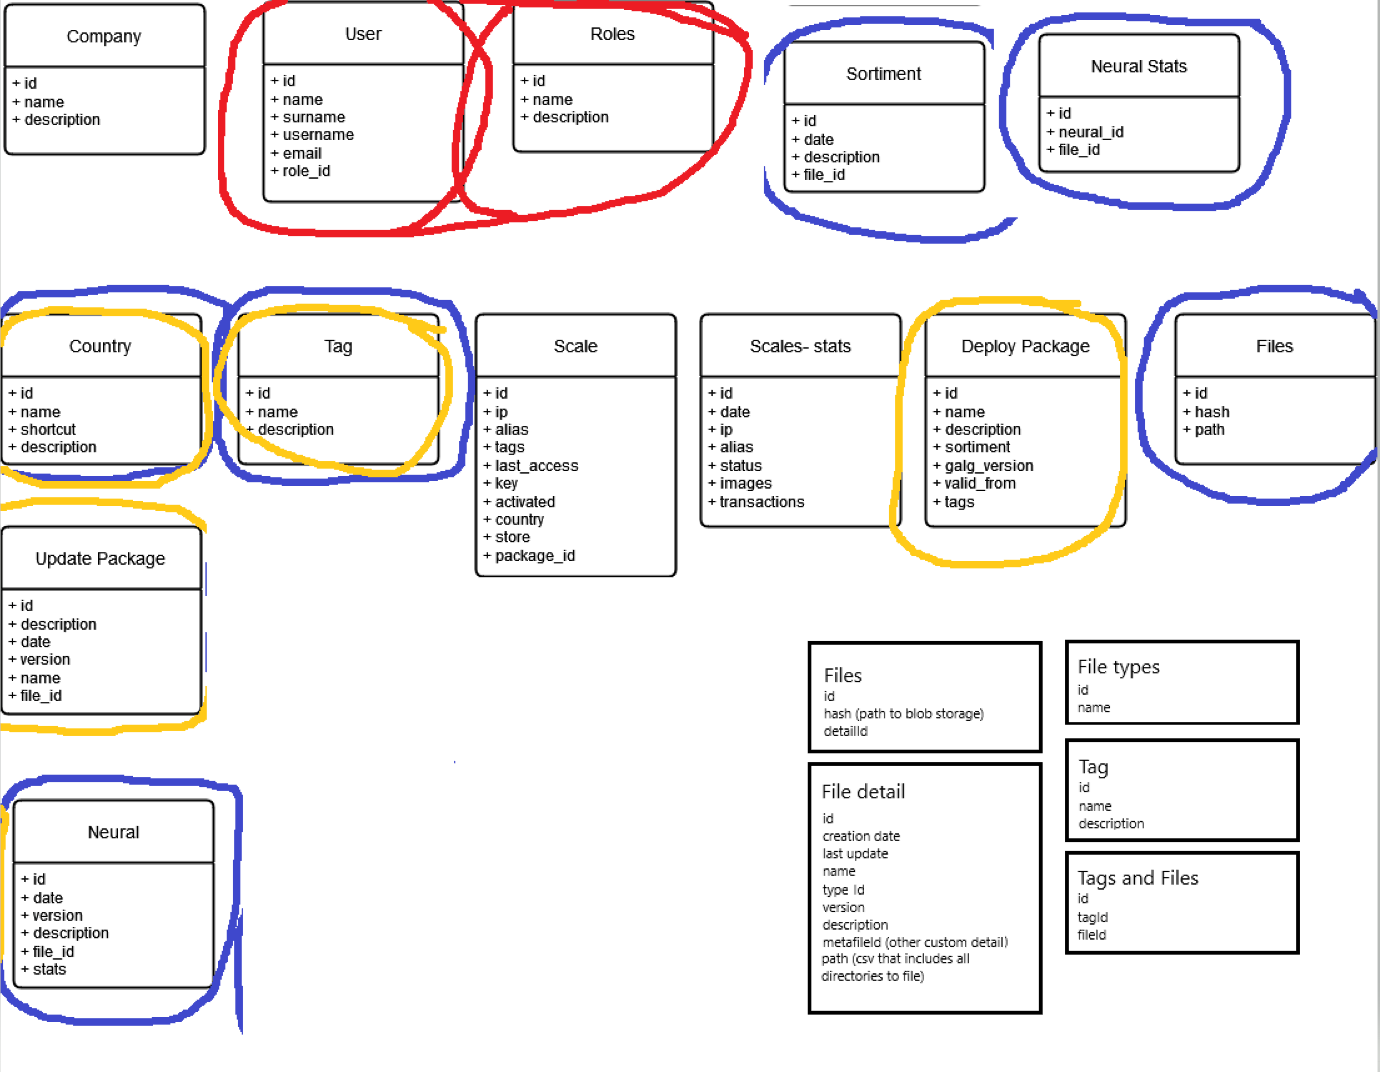 Company
+ id
+ name
+ description
User
+ id
+ name
+ surname
+ username
+ email
+ role_id
Roles
+ id
+ name
+ description
Sortiment
+ id
+ date
+ description
+ file_id
Neural Stats
+ id
+ neural_id
+ file_id
Country
+ id
+ name
+ shortcut
+ description
Tag
+ id
+ name
+ description
Scale
+ id
+ ip
+ alias
+ tags
+ last_access
+ key
+ activated
+ country
+ store
+ package_id
Scales- stats
+ id
+ date
+ ip
+ alias
+ status
+ images
+ transactions
Deploy Package
+ id
+ name
+ description
+ sortiment
+ galg_version
+ valid_from
+ tags
Files
+ id
+ hash
+ path
Update Package
+ id
+ description
+ date
+ version
+ name
+ file_id
Neural
+ id
+ date
+ version
+ description
+ file_id
+ stats
Files
id
hash (path to blob storage)
detailId
File detail
id
creation date
last update
name
type Id
version
description
metafileId (other custom detail)
path (csv that includes all
directories to file)
File types
id
name
Tag
id
name
description
Tags and Files
id
tagId
fileId